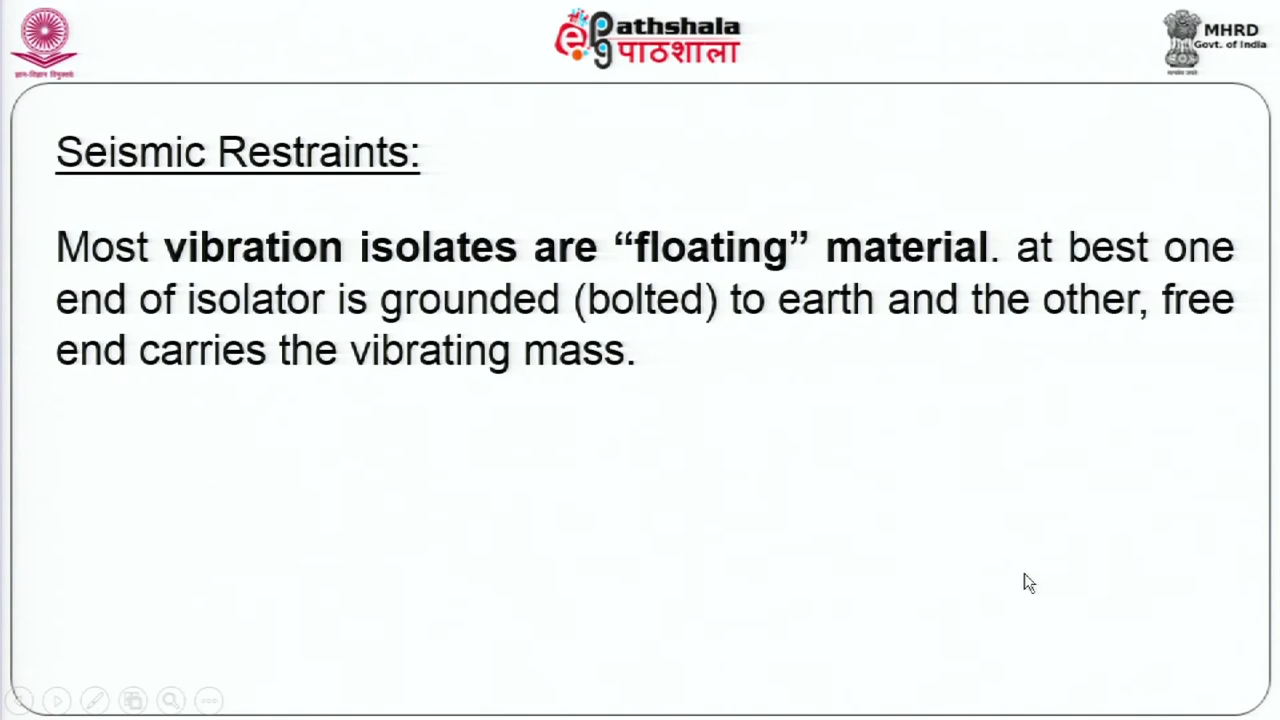 ePathshala
पाठशाला
MHRD
Govt. of India
Seismic Restraints:
Most vibration isolates are “floating” material. at best one
end of isolator is grounded (bolted) to earth and the other, free
end carries the vibrating mass.